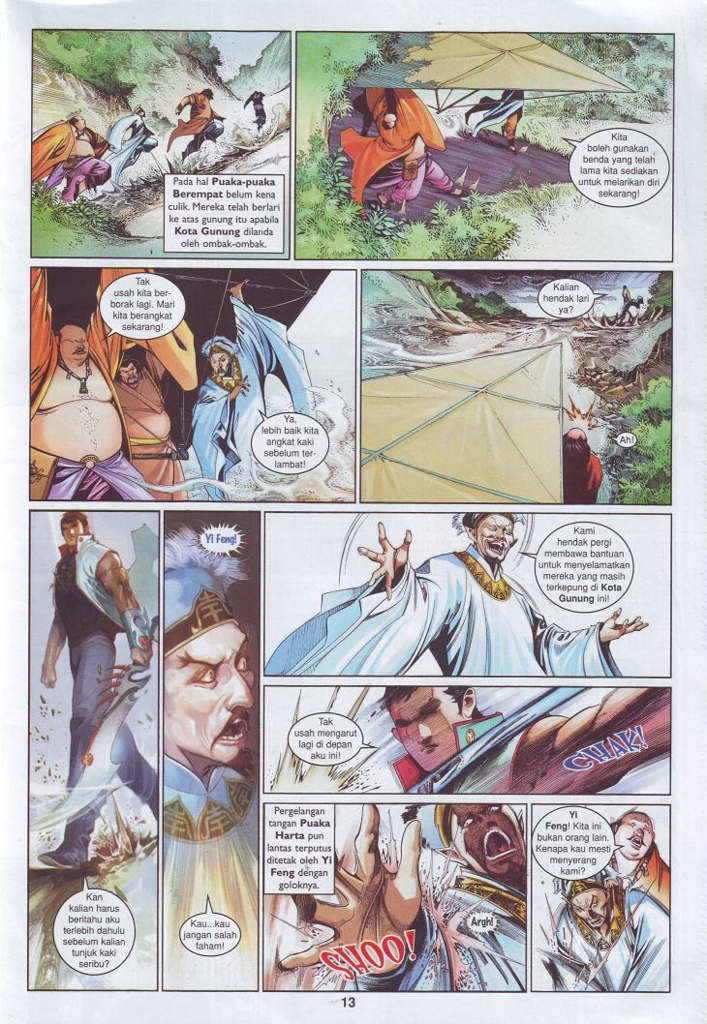 Pada hal Puaka-puaka
Berempat belum kena
culik. Mereka telah berlari
ke atas gunung itu apabila
Kota Gunung dilanda
oleh ombak-ombak.
Kita
boleh gunakan
benda yang telah
lama kita sediakan
untuk melarikan diri
sekarang!
Tak
usah kita ber-
borak lagi. Mari
kita berangkat
sekarang!
Ya,
lebih baik kita
angkat kaki
sebelum ter-
lambat!
Kalian
hendak lari
ya?
Ah!
Kan
kalian harus
beritahu aku
terlebih dahulu
sebelum kalian
tunjuk kaki
seribu?
Yi Feng!
Kau...kau
jangan salah
faham!
Kami
hendak pergi
membawa bantuan
untuk menyelamatkan
mereka yang masih
terkepung di Kota
Gunung ini!
Tak
usah mengarut
lagi di depan
aku ini!
CHAK!
Pergelangan
tangan Puaka
Harta pun
lantas terputus
ditetak oleh Yi
Feng dengan
goloknya.
Argh!
SHOO!
Yi
Feng! Kita ini
bukan orang lain.
Kenapa kau mesti
menyerang
kami?
13